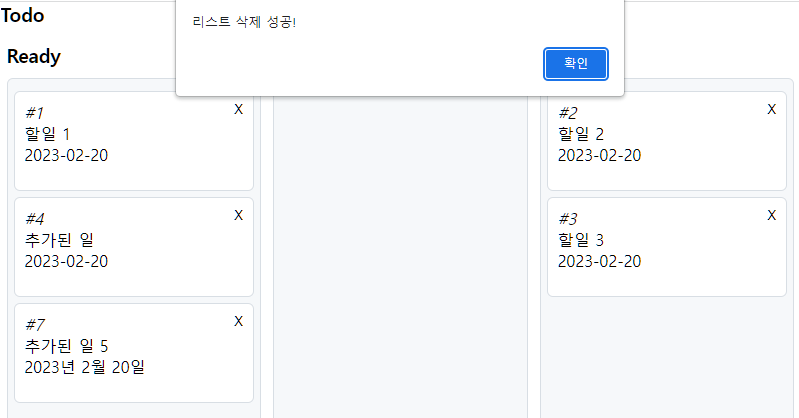 Todo
리스트 삭제 성공!
확인
Ready
#1
X
할일 1
2023-02-20
#4
X
추가된 일
2023-02-20
#7
X
추가된 일 5
2023년 2월 20일
#2
X
할일 2
2023-02-20
#3
X
할일 3
2023-02-20